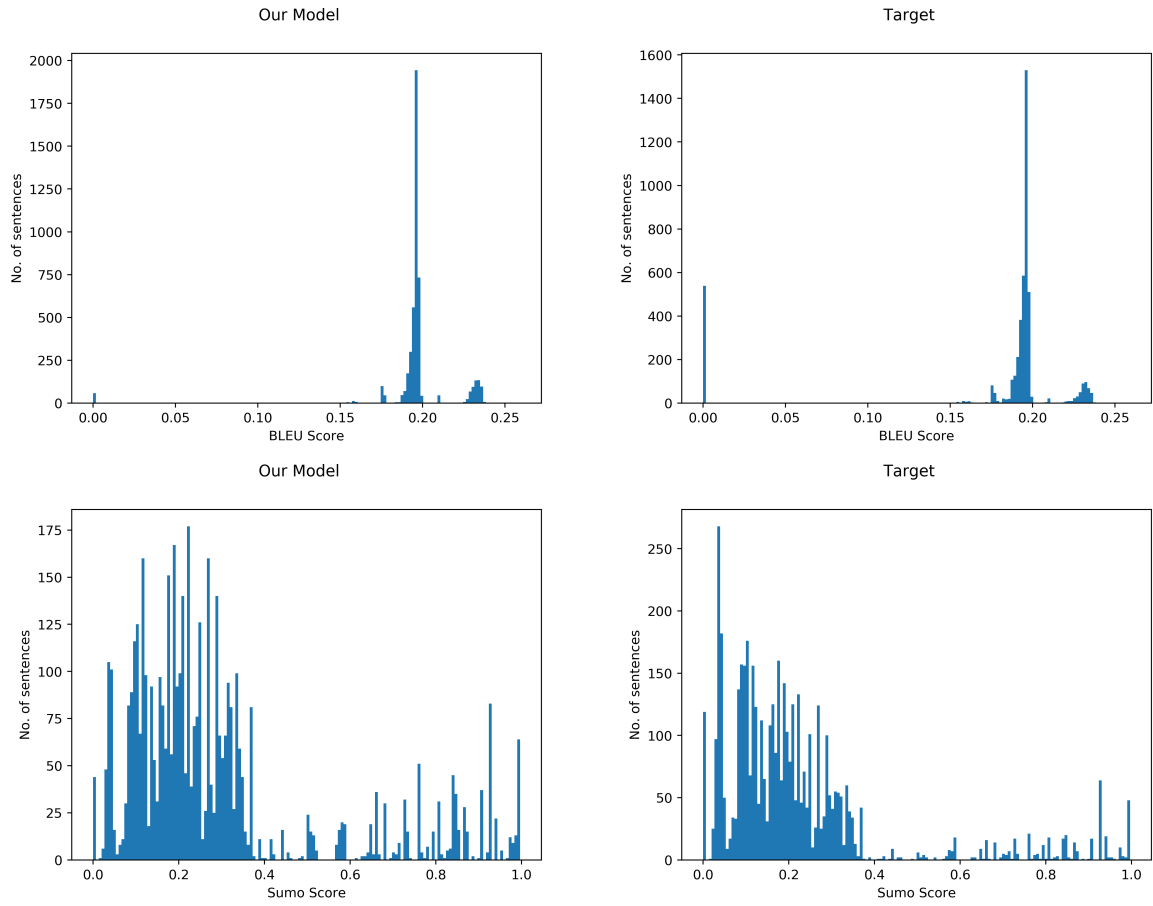 Our Model
Target
2000
1750
1500
1250
1000
750
500
250
0
No. of sentences
0.00 0.05 0.10 0.15 0.20 0.25
BLEU Score
1600
1400
1200
1000
800
600
400
200
0
No. of sentences
0.00 0.05 0.10 0.15 0.20 0.25
BLEU Score
Our Model
Target
175
150
125
100
75
50
25
0
No. of sentences
0.0 0.2 0.4 0.6 0.8 1.0
Sumo Score
250
200
150
100
50
0
No. of sentences
0.0 0.2 0.4 0.6 0.8 1.0
Sumo Score